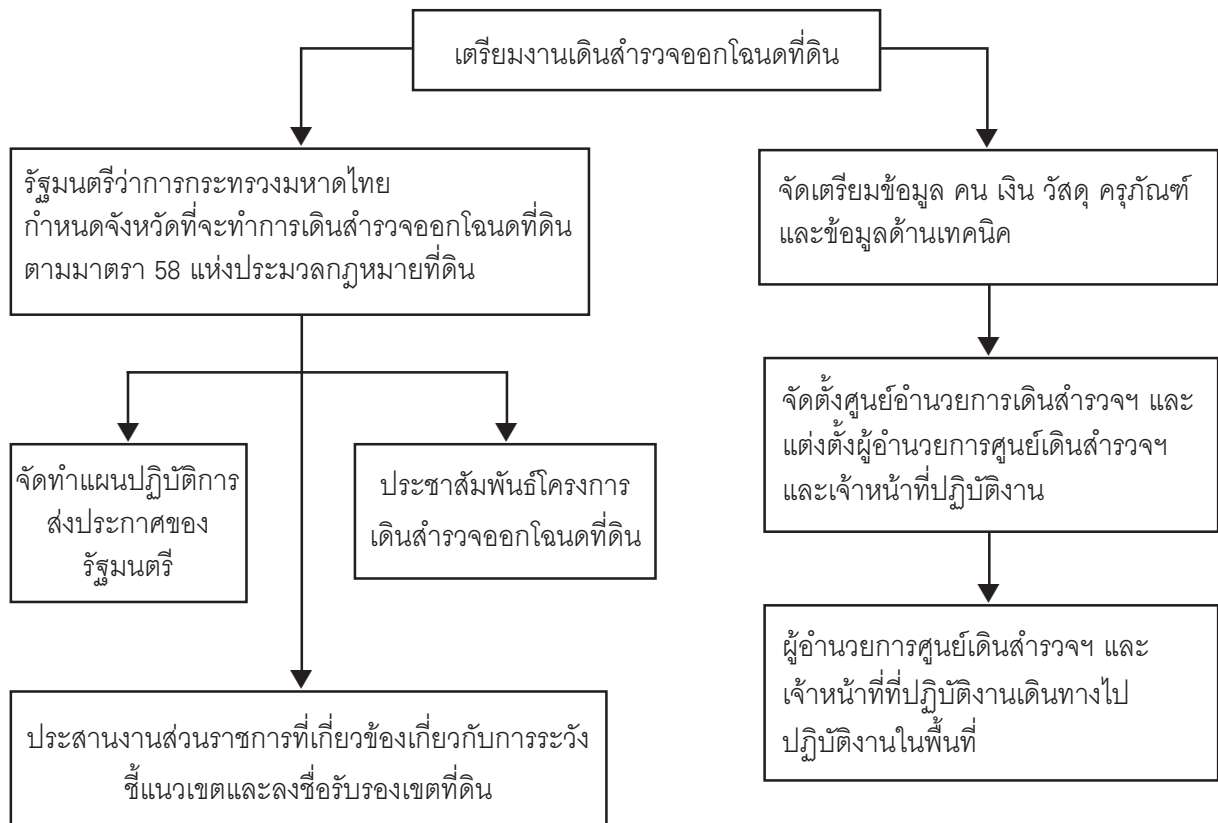 เตรียมงานเดินสำรวจออกโฉนดที่ดิน
รัฐมนตรีว่าการกระทรวงมหาดไทย
กำหนดจังหวัดที่จะทำการเดินสำรวจออกโฉนดที่ดิน
ตามมาตรา 58 แห่งประมวลกฎหมายที่ดิน
จัดเตรียมข้อมูล คน เงิน วัสดุ ครุภัณฑ์
และข้อมูลด้านเทคนิค
จัดทำแผนปฏิบัติการ
ส่งประกาศของ
รัฐมนตรี
ประชาสัมพันธ์โครงการ
เดินสำรวจออกโฉนดที่ดิน
จัดตั้งศูนย์อำนวยการเดินสำรวจฯ และ
แต่งตั้งผู้อำนวยการศูนย์เดินสำรวจฯ
และเจ้าหน้าที่ปฏิบัติงาน
ประสานงานส่วนราชการที่เกี่ยวข้องเกี่ยวกับการระวัง
ชี้แนวเขตและลงชื่อรับรองเขตที่ดิน
ผู้อำนวยการศูนย์เดินสำรวจฯ และ
เจ้าหน้าที่ที่ปฏิบัติงานเดินทางไป
ปฏิบัติงานในพื้นที่